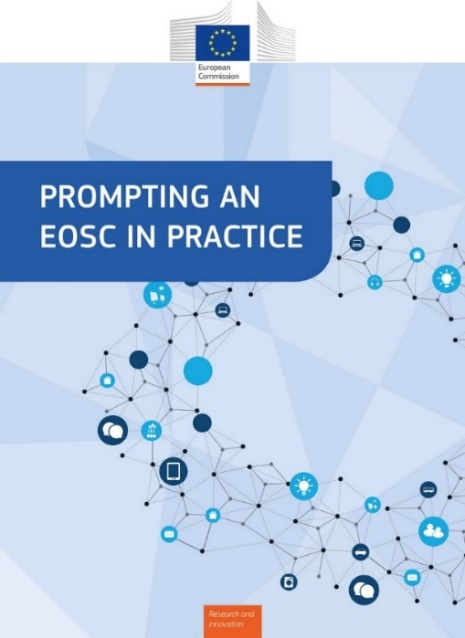 European
Commission
PROMPTING AN
EOSC IN PRACTICE
Research and
innovation